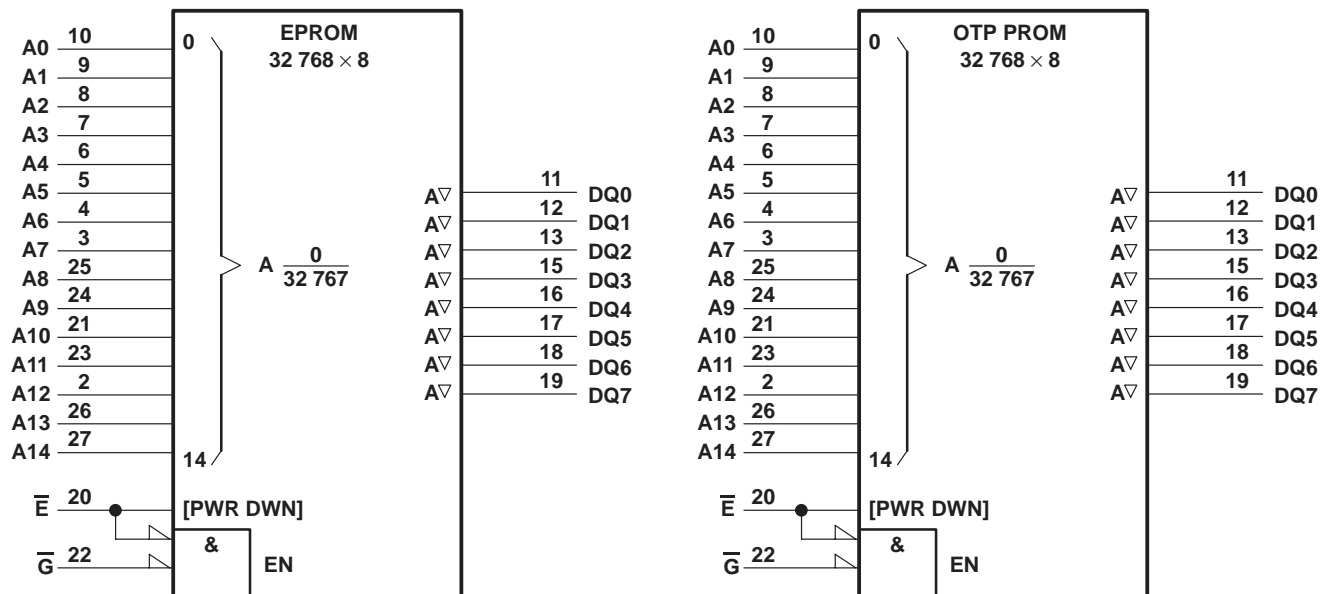 EPROM
32 768 × 8
A0 10 0
A1 9
A2 8
A3 7
A4 6
A5 5
A6 4
A7 3
A8 25
A9 24
A10 21
A11 23
A12 2
A13 26
A14 27 14
A 0
32 767
A▽ 11 DQ0
A▽ 12 DQ1
A▽ 13 DQ2
A▽ 15 DQ3
A▽ 16 DQ4
A▽ 17 DQ5
A▽ 18 DQ6
A▽ 19 DQ7
E̅ 20 [PWR DWN]
&
G̅ 22 EN
OTP PROM
32 768 × 8
A0 10 0
A1 9
A2 8
A3 7
A4 6
A5 5
A6 4
A7 3
A8 25
A9 24
A10 21
A11 23
A12 2
A13 26
A14 27 14
A 0
32 767
A▽ 11 DQ0
A▽ 12 DQ1
A▽ 13 DQ2
A▽ 15 DQ3
A▽ 16 DQ4
A▽ 17 DQ5
A▽ 18 DQ6
A▽ 19 DQ7
E̅ 20 [PWR DWN]
&
G̅ 22 EN